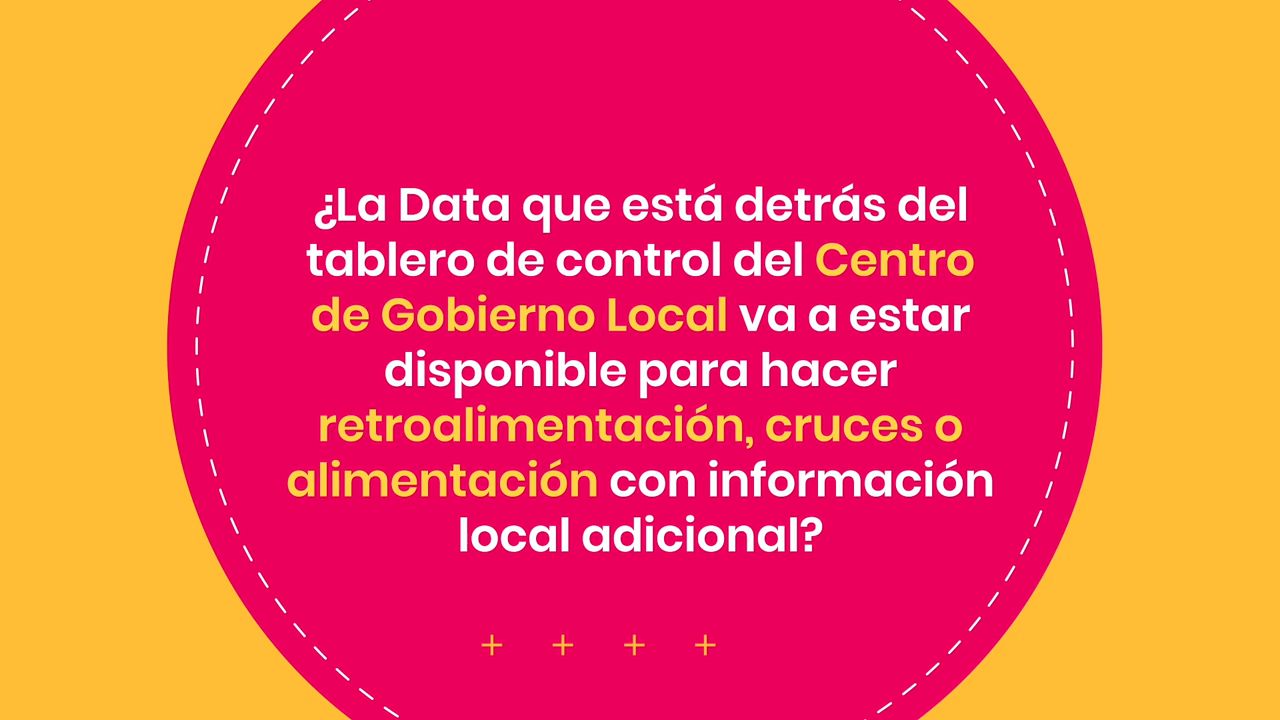 ¿La Data que está detrás del
tablero de control del Centro
de Gobierno Local va a estar
disponible para hacer
retroalimentación, cruces o
alimentación con información
local adicional?